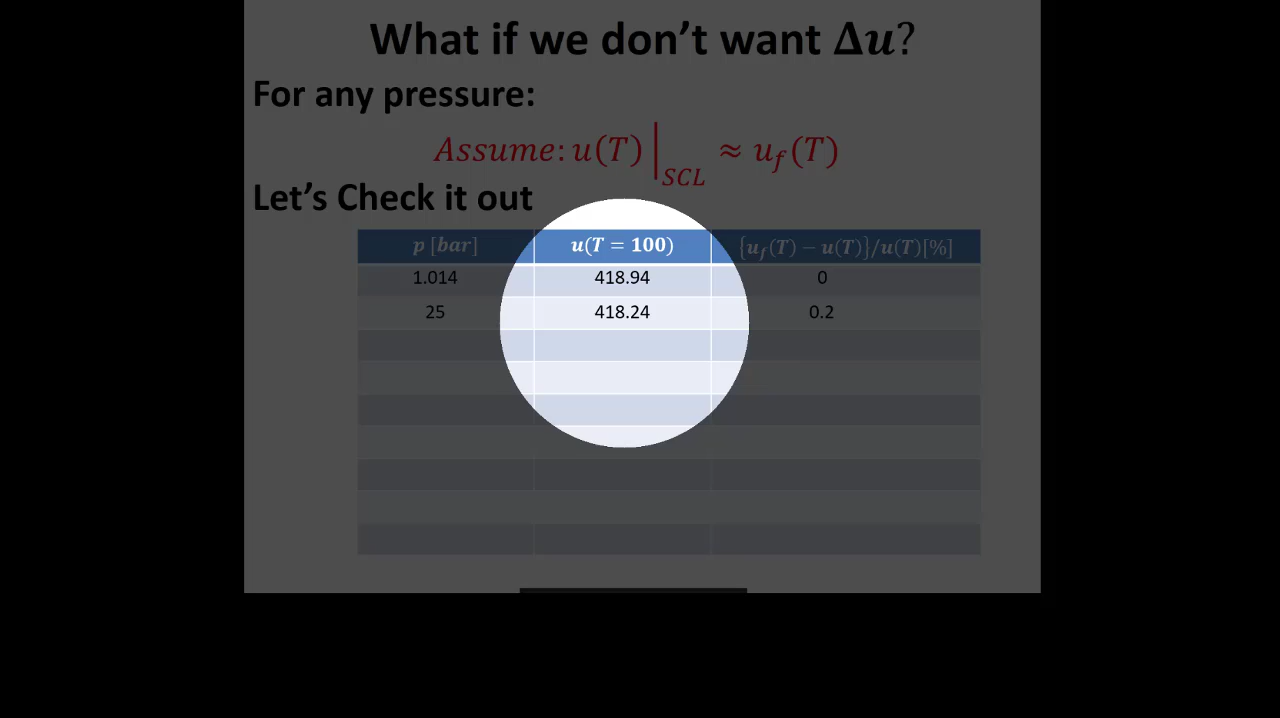 What if we don't want Δu?
For any pressure:
Assume: u(T)|SCL ≈ uf(T)
Let's Check it out
p [bar] u(T = 100) {uf(T) − u(T)}/u(T)[%]
1.014 418.94 0
25 418.24 0.2